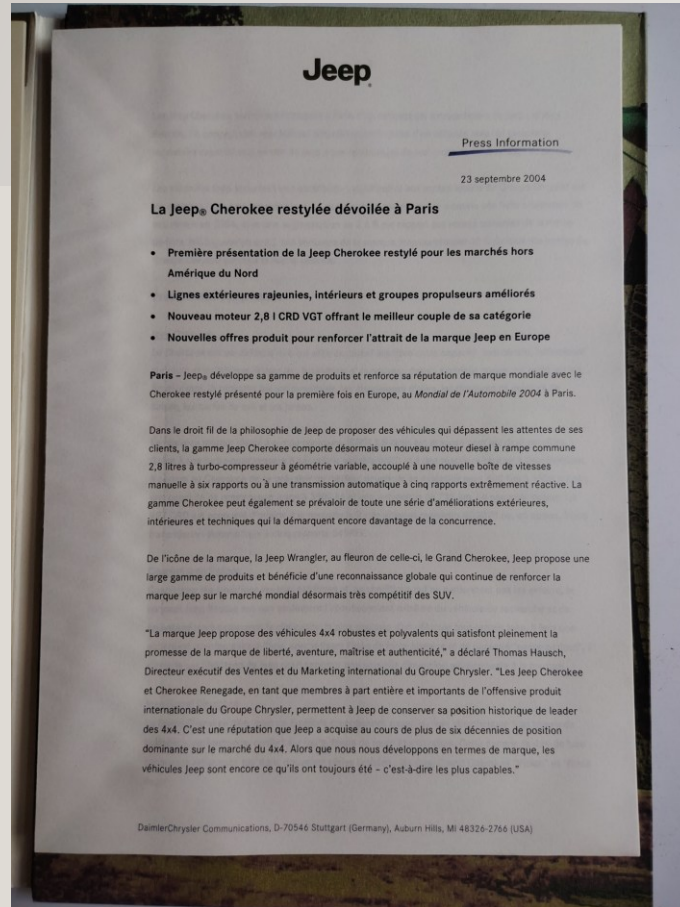 Jeep®
Press Information
23 septembre 2004
La Jeep® Cherokee restylée dévoilée à Paris
• Première présentation de la Jeep Cherokee restylé pour les marchés hors
Amérique du Nord
• Lignes extérieures rajeunies, intérieurs et groupes propulseurs améliorés
• Nouveau moteur 2,8 l CRD VGT offrant le meilleur couple de sa catégorie
• Nouvelles offres produit pour renforcer l'attrait de la marque Jeep en Europe
Paris – Jeep® développe sa gamme de produits et renforce sa réputation de marque mondiale avec le
Cherokee restylé présenté pour la première fois en Europe, au Mondial de l'Automobile 2004 à Paris.
Dans le droit fil de la philosophie de Jeep de proposer des véhicules qui dépassent les attentes de ses
clients, la gamme Jeep Cherokee comporte désormais un nouveau moteur diesel à rampe commune
2,8 litres à turbo-compresseur à géométrie variable, accouplé à une nouvelle boîte de vitesses
manuelle à six rapports ou à une transmission automatique à cinq rapports extrêmement réactive. La
gamme Cherokee peut également se prévaloir de toute une série d'améliorations extérieures,
intérieures et techniques qui la démarquent encore davantage de la concurrence.
De l'icône de la marque, la Jeep Wrangler, au fleuron de celle-ci, le Grand Cherokee, Jeep propose une
large gamme de produits et bénéficie d'une reconnaissance globale qui continue de renforcer la
marque Jeep sur le marché mondial désormais très compétitif des SUV.
"La marque Jeep propose des véhicules 4x4 robustes et polyvalents qui satisfont pleinement la
promesse de la marque de liberté, aventure, maîtrise et authenticité," a déclaré Thomas Hausch,
Directeur exécutif des Ventes et du Marketing international du Groupe Chrysler. "Les Jeep Cherokee
et Cherokee Renegade, en tant que membres à part entière et importants de l'offensive produit
internationale du Groupe Chrysler, permettent à Jeep de conserver sa position historique de leader
des 4x4. C'est une réputation que Jeep a acquise au cours de plus de six décennies de position
dominante sur le marché du 4x4. Alors que nous nous développons en termes de marque, les
véhicules Jeep sont encore ce qu'ils ont toujours été – c'est-à-dire les plus capables."
DaimlerChrysler Communications, D-70546 Stuttgart (Germany), Auburn Hills, MI 48326-2766 (USA)